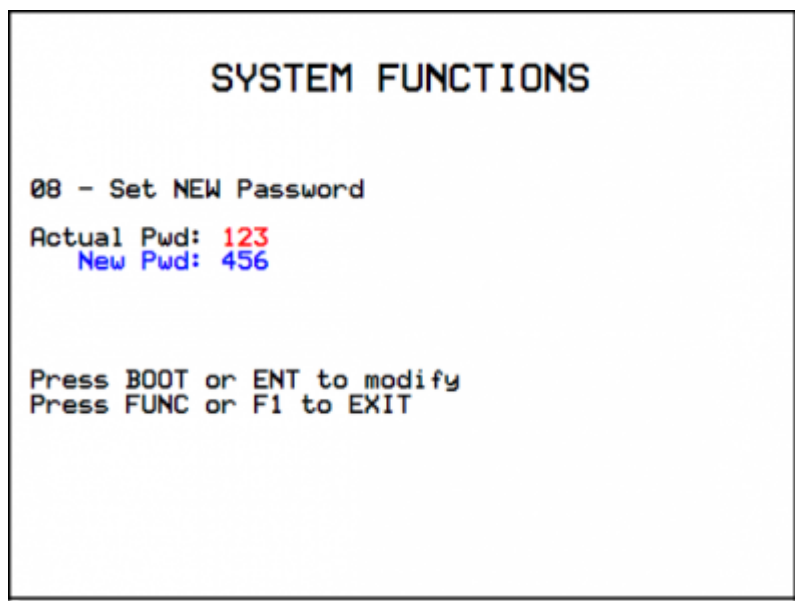 SYSTEM FUNCTIONS
08 - Set NEW Password
Actual Pwd: 123
New Pwd: 456
Press BOOT or ENT to modify
Press FUNC or F1 to EXIT